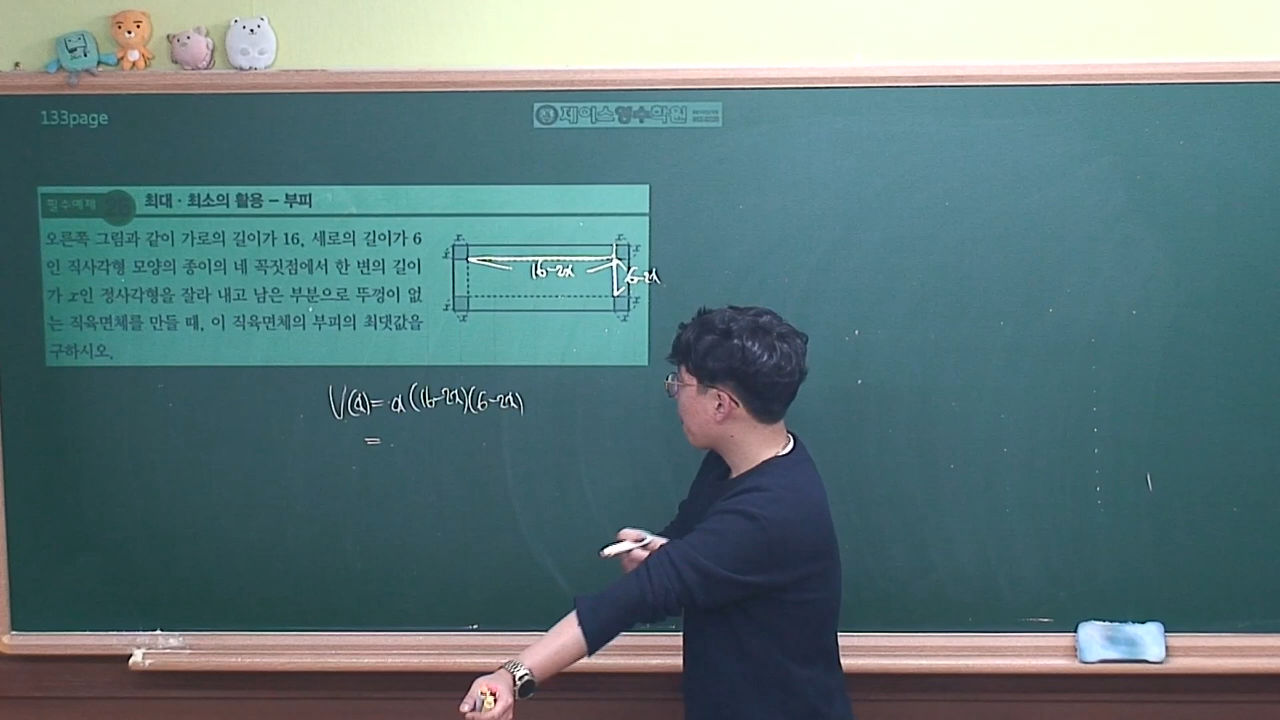 133page
제이스영수학원
필수예제 최대 · 최소의 활용 – 부피
오른쪽 그림과 같이 가로의 길이가 16, 세로의 길이가 6
인 직사각형 모양의 종이의 네 꼭짓점에서 한 변의 길이
가 x인 정사각형을 잘라 내고 남은 부분으로 뚜껑이 없
는 직육면체를 만들 때, 이 직육면체의 부피의 최댓값을
구하시오.
x x
x x
16-2x
6-2x
x x
x x
V(x)= x(16-2x)(6-2x)
=